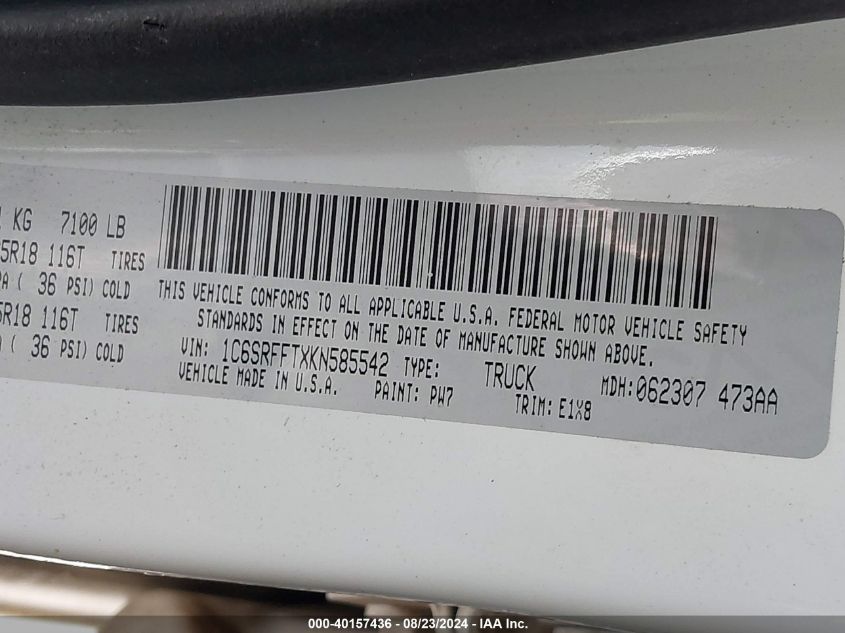 KG 7100 LB
5R18 116T TIRES
A ( 36 PSI) COLD
5R18 116T TIRES
( 36 PSI) COLD
THIS VEHICLE CONFORMS TO ALL APPLICABLE U.S.A. FEDERAL MOTOR VEHICLE SAFETY
STANDARDS IN EFFECT ON THE DATE OF MANUFACTURE SHOWN ABOVE.
VIN: 1C6SRFFTXKN585542 TYPE: TRUCK MDH:062307 473AA
VEHICLE MADE IN U.S.A. PAINT: PW7 TRIM: E1X8
000-40157436 - 08/23/2024 - IAA Inc.